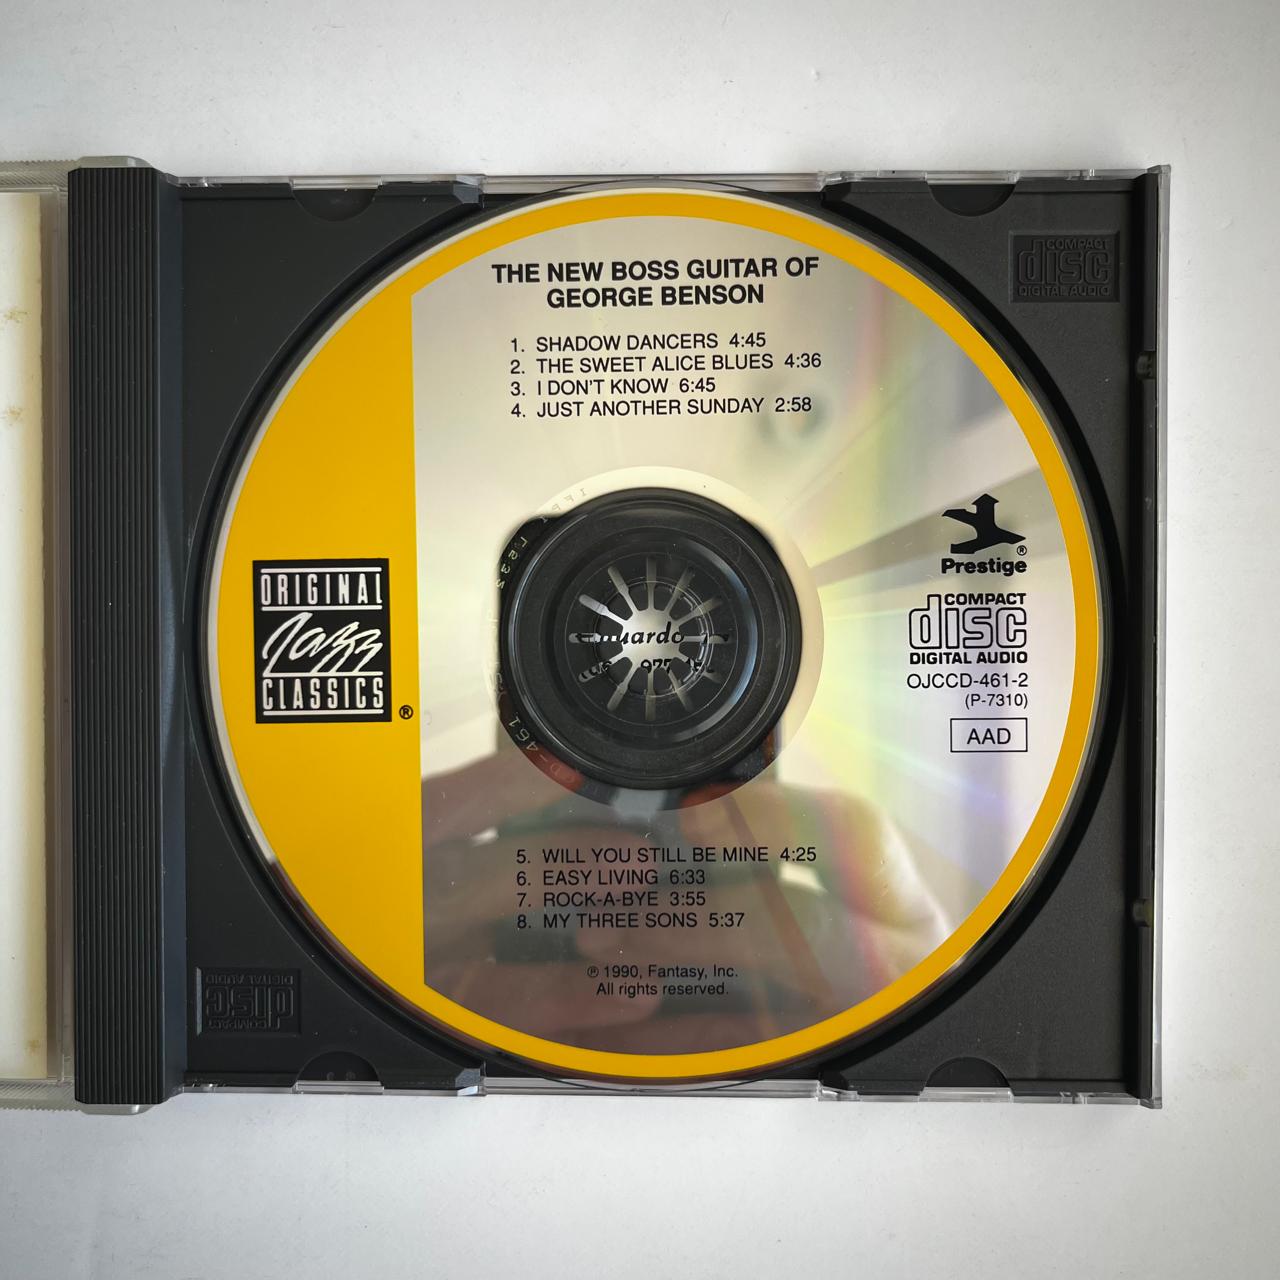 THE NEW BOSS GUITAR OF
GEORGE BENSON
1. SHADOW DANCERS 4:45
2. THE SWEET ALICE BLUES 4:36
3. I DON'T KNOW 6:45
4. JUST ANOTHER SUNDAY 2:58
COMPACT
disc
DIGITAL AUDIO
ORIGINAL
Jazz
CLASSICS
®
Prestige®
COMPACT
disc
DIGITAL AUDIO
OJCCD-461-2
(P-7310)
AAD
5. WILL YOU STILL BE MINE 4:25
6. EASY LIVING 6:33
7. ROCK-A-BYE 3:55
8. MY THREE SONS 5:37
℗ 1990, Fantasy, Inc.
All rights reserved.
COMPACT
disc
DIGITAL AUDIO